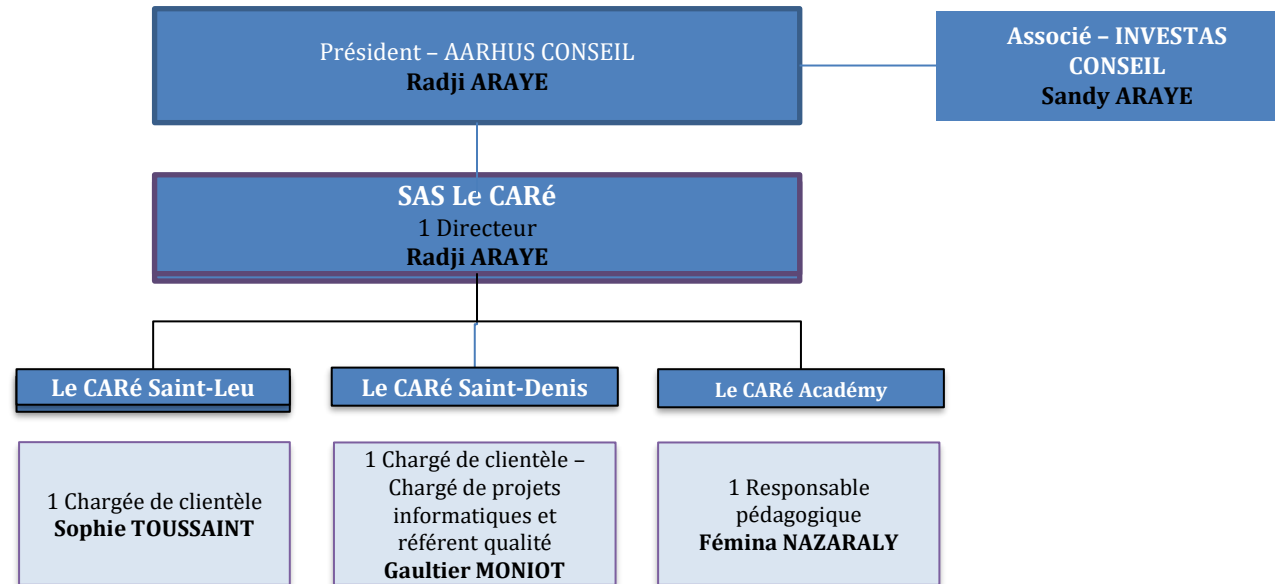 Président – AARHUS CONSEIL
Radji ARAYE
Associé – INVESTAS
CONSEIL
Sandy ARAYE
SAS Le CARé
1 Directeur
Radji ARAYE
Le CARé Saint-Leu
Le CARé Saint-Denis
Le CARé Académy
1 Chargée de clientèle
Sophie TOUSSAINT
1 Chargé de clientèle –
Chargé de projets
informatiques et
référent qualité
Gaultier MONIOT
1 Responsable
pédagogique
Fémina NAZARALY